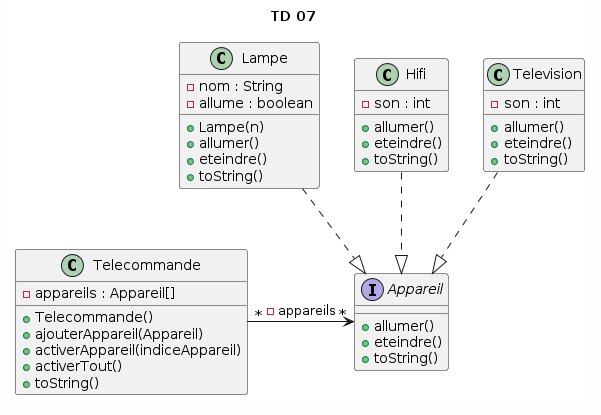 TD 07
C Lampe
nom : String
allume : boolean
Lampe(n)
allumer()
eteindre()
toString()
C Hifi
son : int
allumer()
eteindre()
toString()
C Television
son : int
allumer()
eteindre()
toString()
C Telecommande
appareils : Appareil[]
Telecommande()
ajouterAppareil(Appareil)
activerAppareil(indiceAppareil)
activerTout()
toString()
* appareils *
I Appareil
allumer()
eteindre()
toString()